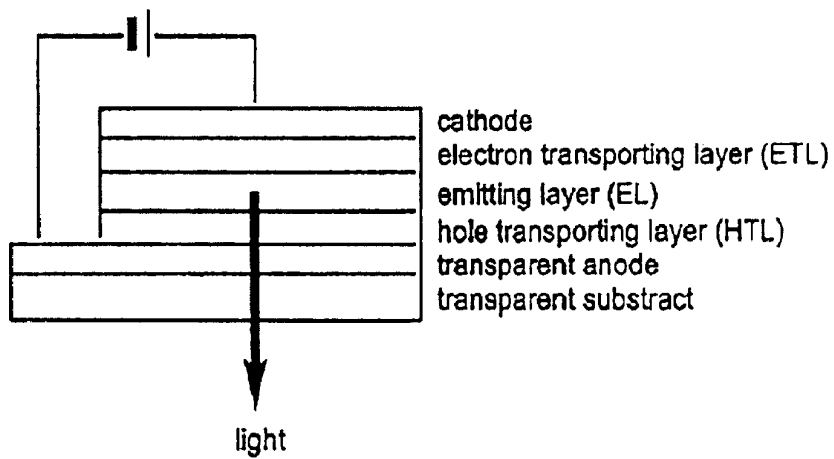 cathode
electron transporting layer (ETL)
emitting layer (EL)
hole transporting layer (HTL)
transparent anode
transparent substract
light